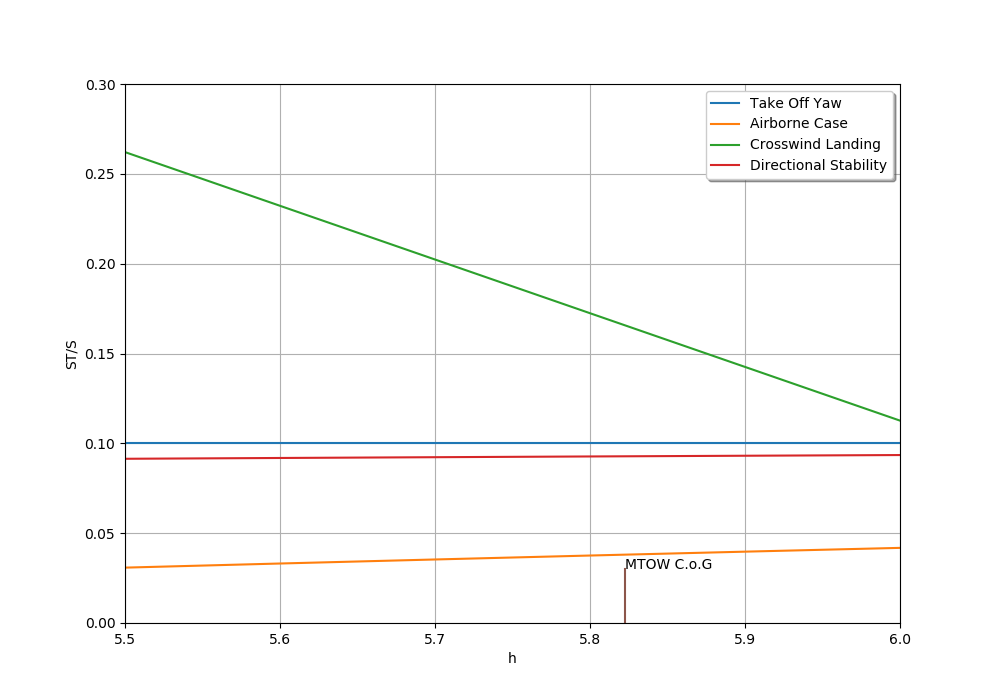 0.30
0.25
0.20
0.15
0.10
0.05
0.00
ST/S
Take Off Yaw
Airborne Case
Crosswind Landing
Directional Stability
MTOW C.o.G
5.5 5.6 5.7 5.8 5.9 6.0
h